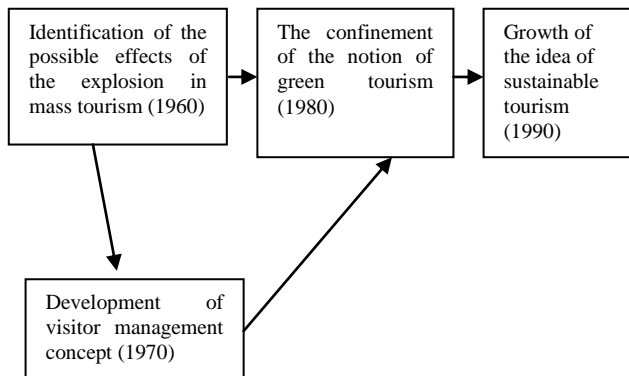 Identification of the
possible effects of
the explosion in
mass tourism (1960)
The confinement
of the notion of
green tourism
(1980)
Growth of
the idea of
sustainable
tourism
(1990)
Development of
visitor management
concept (1970)